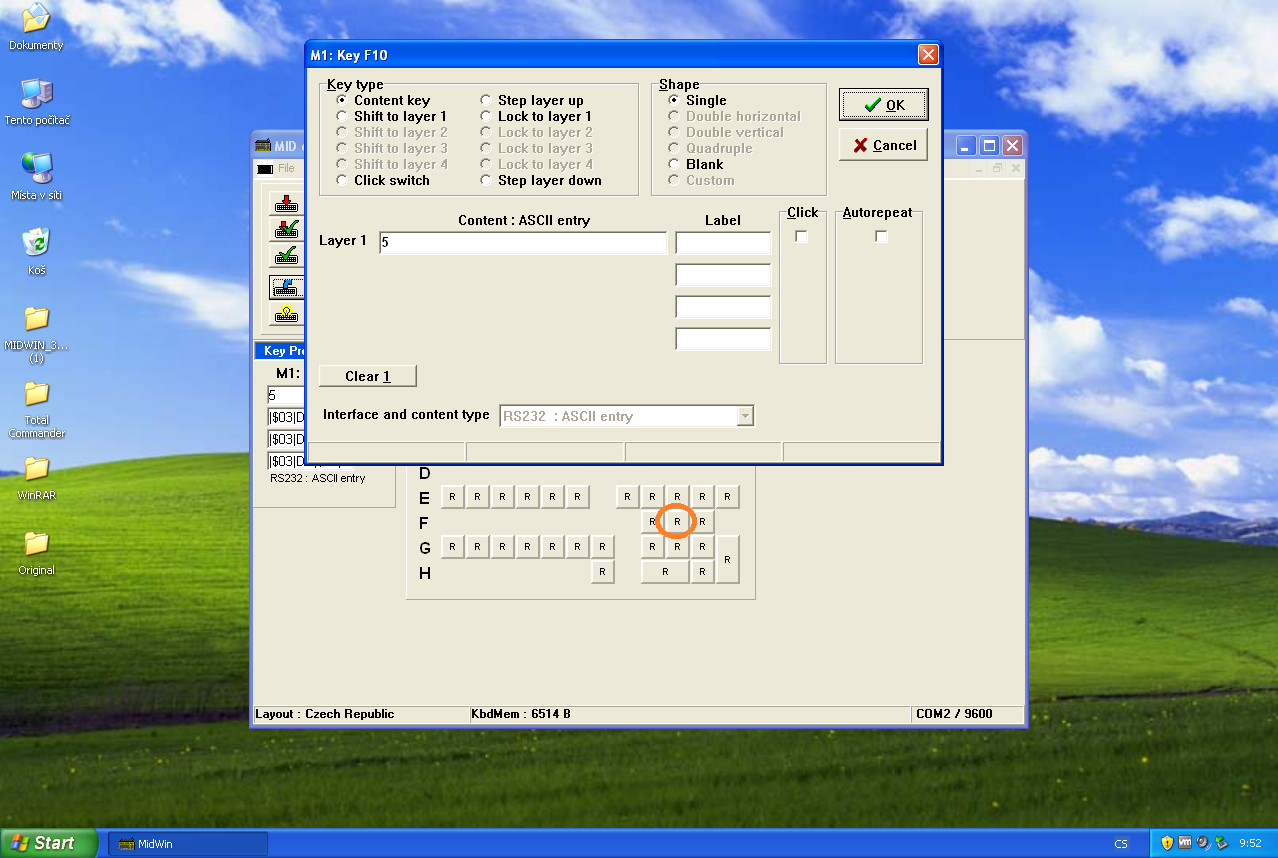 Dokumenty
Tento počítač
Místa v síti
Koš
MIDWIN_3...
(1)
Total
Commander
WinRAR
Original
M1: Key F10
Key type
Content key
Step layer up
Shift to layer 1
Lock to layer 1
Shift to layer 2
Lock to layer 2
Shift to layer 3
Lock to layer 3
Shift to layer 4
Lock to layer 4
Click switch
Step layer down
Shape
Single
Double horizontal
Double vertical
Quadruple
Blank
Custom
OK
Cancel
Content : ASCII entry
Label
Click
Autorepeat
Layer 1
5
Clear 1
Interface and content type
RS232 : ASCII entry
MID
File
Key Pr
M1:
5
|$03|D
|$03|D
|$03|D
RS232 : ASCII entry
D
E R R R R R R R R R R R
F R R R
G R R R R R R R R R R
R
H R R R
Layout : Czech Republic
KbdMem : 6514 B
COM2 / 9600
Start
MidWin
CS
vm
9:52